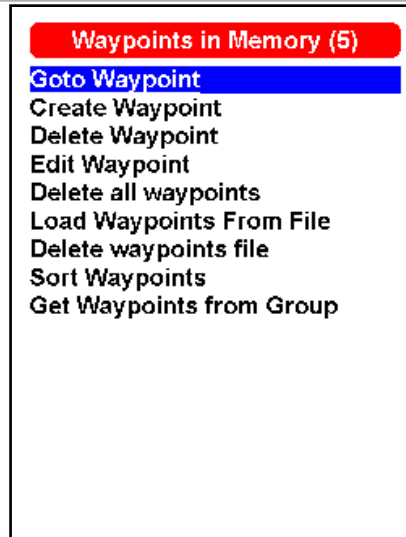 Waypoints in Memory (5)
Goto Waypoint
Create Waypoint
Delete Waypoint
Edit Waypoint
Delete all waypoints
Load Waypoints From File
Delete waypoints file
Sort Waypoints
Get Waypoints from Group